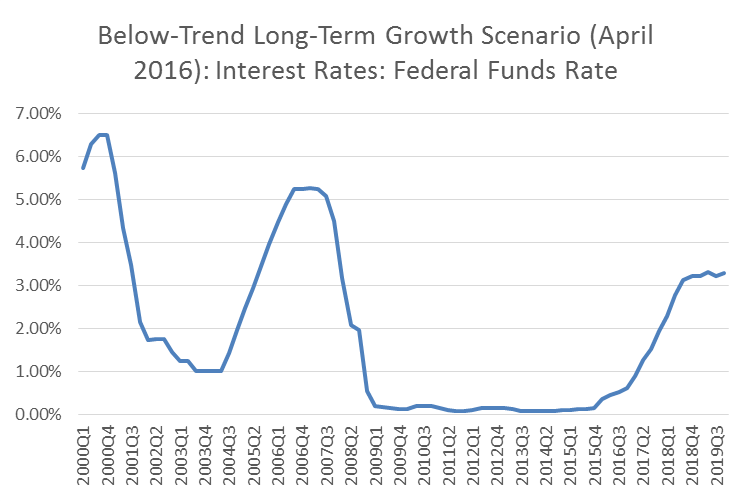 Below-Trend Long-Term Growth Scenario (April
2016): Interest Rates: Federal Funds Rate
7.00%
6.00%
5.00%
4.00%
3.00%
2.00%
1.00%
0.00%
2000Q1
2000Q4
2001Q3
2002Q2
2003Q1
2003Q4
2004Q3
2005Q2
2006Q1
2006Q4
2007Q3
2008Q2
2009Q1
2009Q4
2010Q3
2011Q2
2012Q1
2012Q4
2013Q3
2014Q2
2015Q1
2015Q4
2016Q3
2017Q2
2018Q1
2018Q4
2019Q3